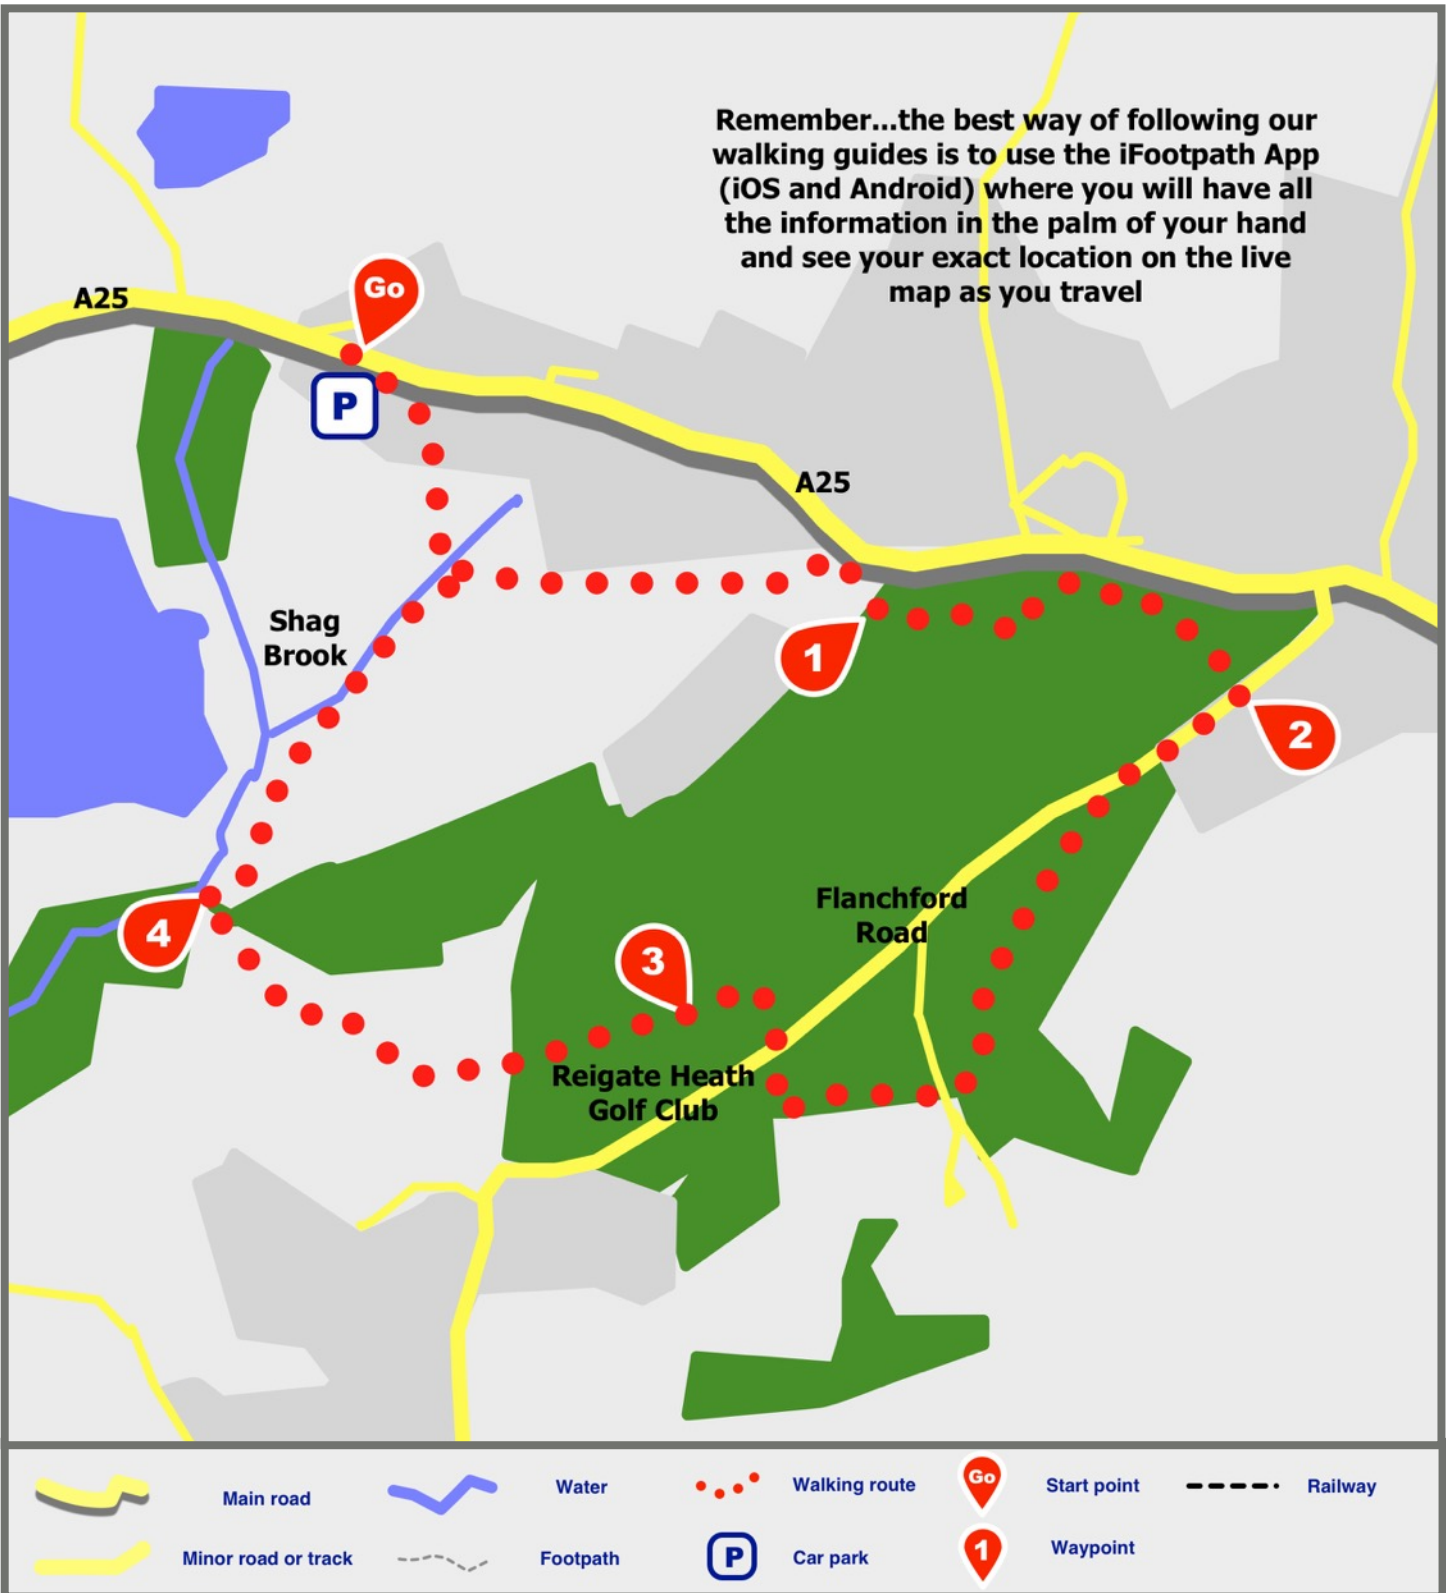 Remember...the best way of following our
walking guides is to use the iFootpath App
(iOS and Android) where you will have all
the information in the palm of your hand
and see your exact location on the live
map as you travel
A25
Go
P
A25
Shag
Brook
1
2
Flanchford
Road
4
3
Reigate Heath
Golf Club
Main road
Water
Walking route
Go
Start point
Railway
Minor road or track
Footpath
P
Car park
1
Waypoint